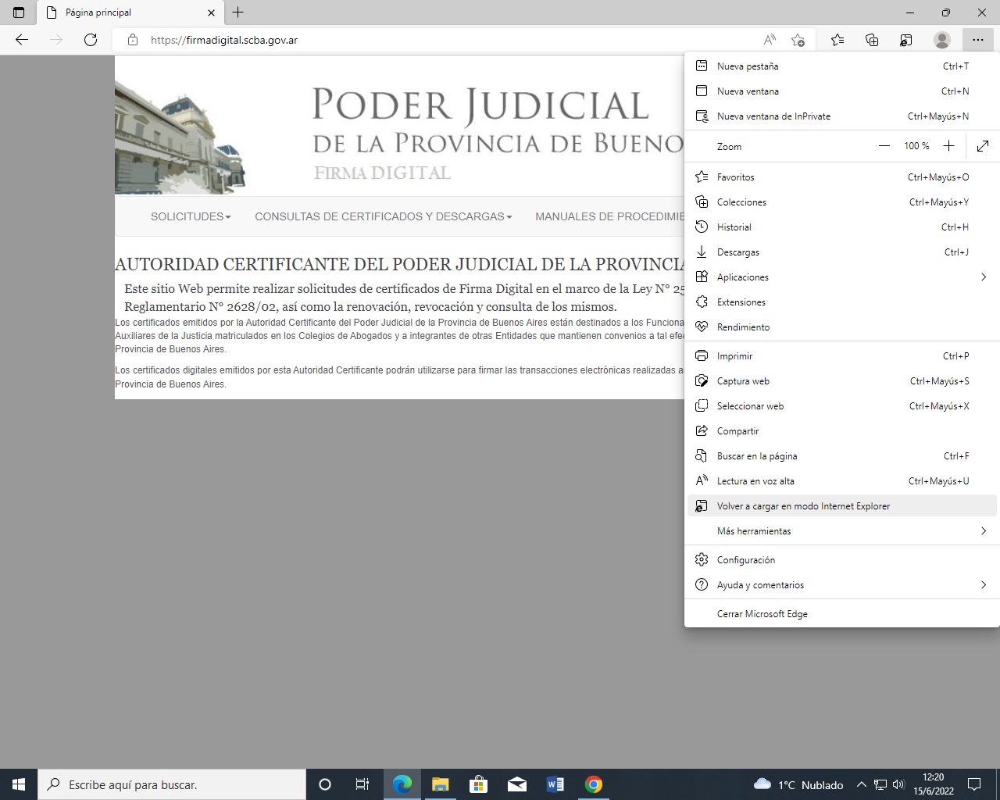 Página principal
https://firmadigital.scba.gov.ar
PODER JUDICIAL
DE LA PROVINCIA DE BUENO
FIRMA DIGITAL
SOLICITUDES CONSULTAS DE CERTIFICADOS Y DESCARGAS MANUALES DE PROCEDIMIE
AUTORIDAD CERTIFICANTE DEL PODER JUDICIAL DE LA PROVINCIA
Este sitio Web permite realizar solicitudes de certificados de Firma Digital en el marco de la Ley N° 25
Reglamentario N° 2628/02, así como la renovación, revocación y consulta de los mismos.
Los certificados emitidos por la Autoridad Certificante del Poder Judicial de la Provincia de Buenos Aires están destinados a los Funciona
Auxiliares de la Justicia matriculados en los Colegios de Abogados y a integrantes de otras Entidades que mantienen convenios a tal efec
Provincia de Buenos Aires.
Los certificados digitales emitidos por esta Autoridad Certificante podrán utilizarse para firmar las transacciones electrónicas realizadas a
Provincia de Buenos Aires.
Nueva pestaña Ctrl+T
Nueva ventana Ctrl+N
Nueva ventana de InPrivate Ctrl+Mayús+N
Zoom 100 %
Favoritos Ctrl+Mayús+O
Colecciones Ctrl+Mayús+Y
Historial Ctrl+H
Descargas Ctrl+J
Aplicaciones
Extensiones
Rendimiento
Imprimir Ctrl+P
Captura web Ctrl+Mayús+S
Seleccionar web Ctrl+Mayús+X
Compartir
Buscar en la página Ctrl+F
Lectura en voz alta Ctrl+Mayús+U
Volver a cargar en modo Internet Explorer
Más herramientas
Configuración
Ayuda y comentarios
Cerrar Microsoft Edge
Escribe aquí para buscar.
1°C Nublado
12:20
15/6/2022